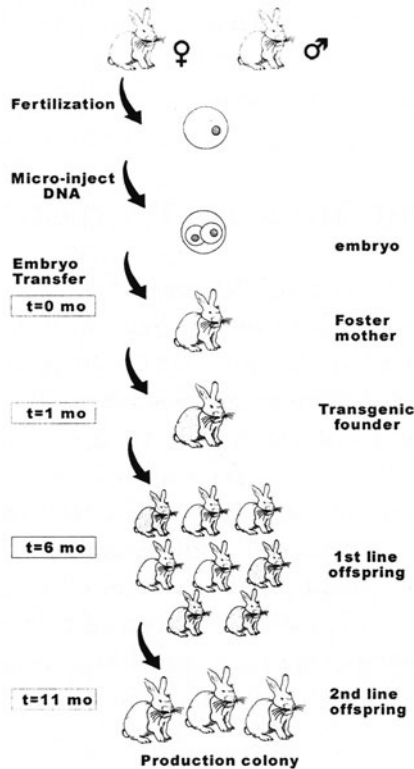 ♀ ♂
Fertilization
Micro-inject
DNA
embryo
Embryo
Transfer
t=0 mo
Foster
mother
t=1 mo
Transgenic
founder
t=6 mo
1st line
offspring
t=11 mo
2nd line
offspring
Production colony